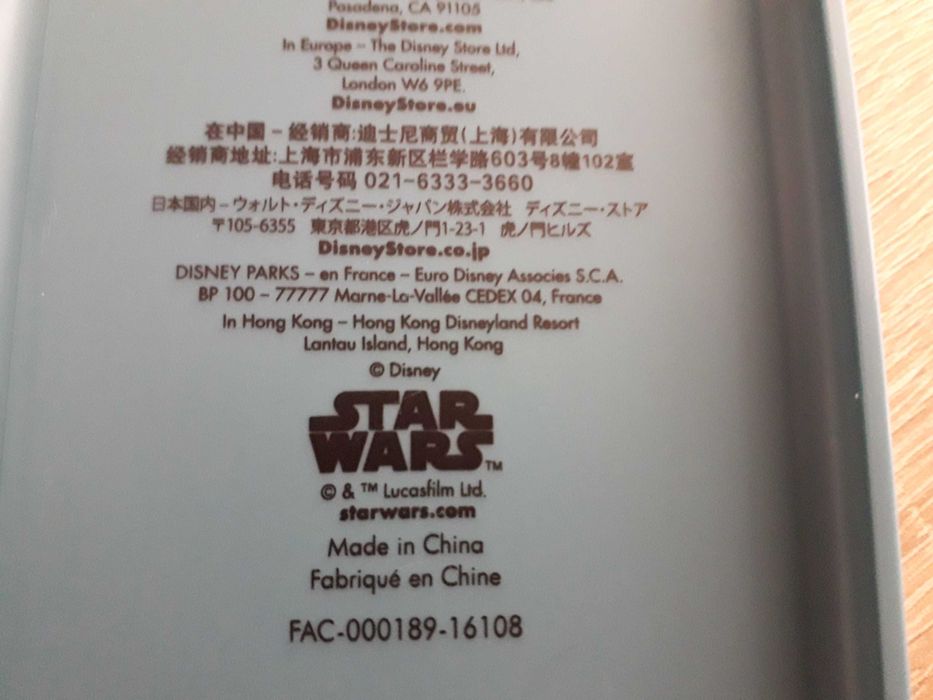 Pasadena, CA 91105
DisneyStore.com
In Europe – The Disney Store Ltd,
3 Queen Caroline Street,
London W6 9PE.
DisneyStore.eu
在中国 – 经销商:迪士尼商贸(上海)有限公司
经销商地址:上海市浦东新区栏学路603号8幢102室
电话号码 021-6333-3660
日本国内 – ウォルト・ディズニー・ジャパン株式会社 ディズニー・ストア
〒105-6355 東京都港区虎ノ門1-23-1 虎ノ門ヒルズ
DisneyStore.co.jp
DISNEY PARKS – en France – Euro Disney Associes S.C.A.
BP 100 – 77777 Marne-La-Vallée CEDEX 04, France
In Hong Kong – Hong Kong Disneyland Resort
Lantau Island, Hong Kong
© Disney
STAR
WARS™
© & ™ Lucasfilm Ltd.
starwars.com
Made in China
Fabriqué en Chine
FAC-000189-16108